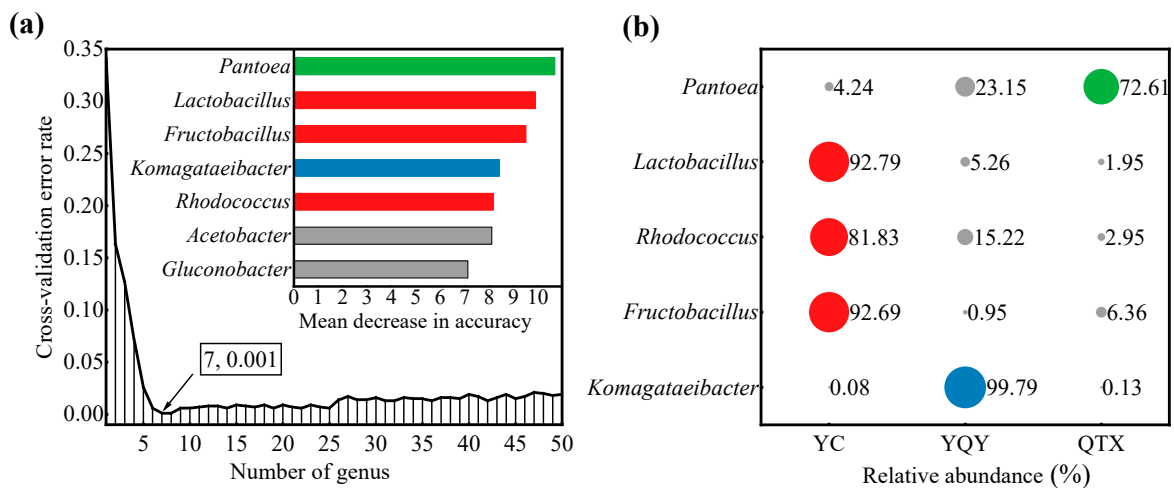 (a)
0.35
0.30
0.25
0.20
0.15
0.10
0.05
0.00
Cross-validation error rate
Pantoea
Lactobacillus
Fructobacillus
Komagataeibacter
Rhodococcus
Acetobacter
Gluconobacter
0 1 2 3 4 5 6 7 8 9 10
Mean decrease in accuracy
7, 0.001
5 10 15 20 25 30 35 40 45 50
Number of genus
(b)
Pantoea 4.24 23.15 72.61
Lactobacillus 92.79 5.26 1.95
Rhodococcus 81.83 15.22 2.95
Fructobacillus 92.69 0.95 6.36
Komagataeibacter 0.08 99.79 0.13
YC YQY QTX
Relative abundance (%)